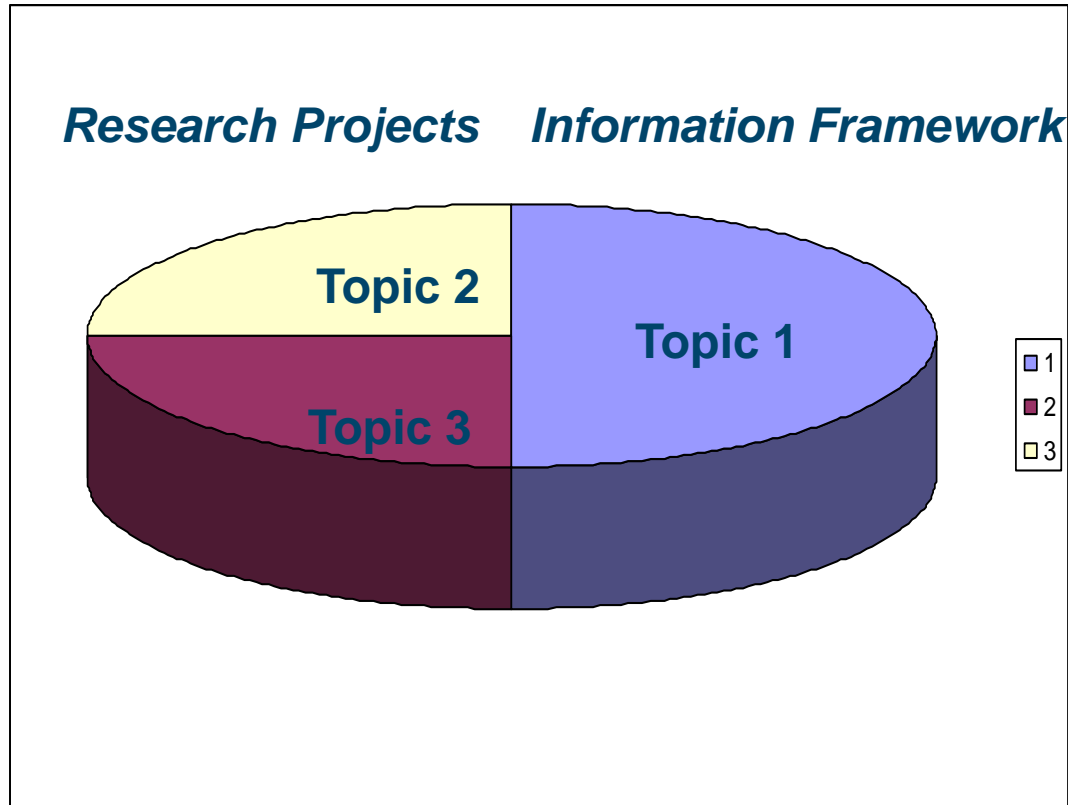 Research Projects Information Framework
Topic 2
Topic 1
Topic 3
1
2
3